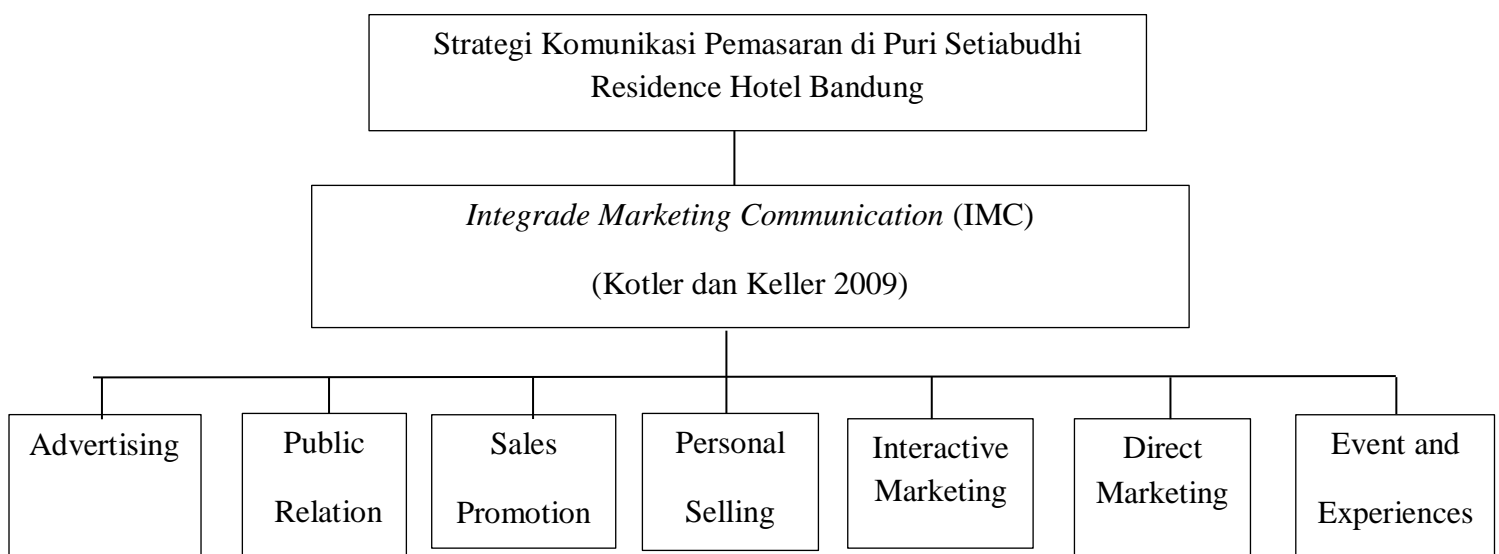 Strategi Komunikasi Pemasaran di Puri Setiabudhi
Residence Hotel Bandung
Integrade Marketing Communication (IMC)
(Kotler dan Keller 2009)
Advertising
Public
Relation
Sales
Promotion
Personal
Selling
Interactive
Marketing
Direct
Marketing
Event and
Experiences